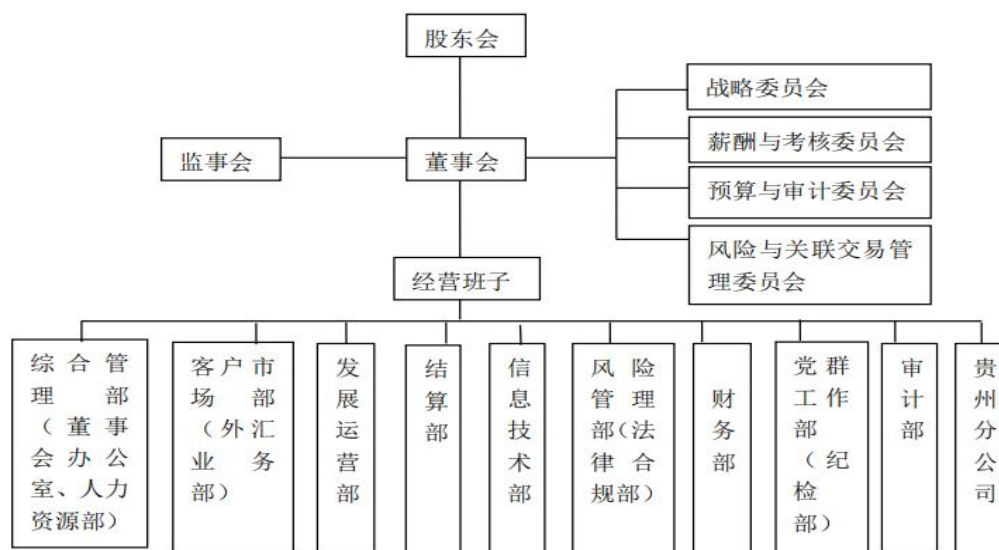 股东会
战略委员会
薪酬与考核委员会
监事会
董事会
预算与审计委员会
风险与关联交易管
理委员会
经营班子
综合管
理部
（董事
会办公
室、人力
资源部）
客户市
场部
（外汇
业务
部）
发
展
运
营
部
结
算
部
信
息
技
术
部
风险
管理
部（法
律合
规部）
财
务
部
党群
工作
部
（纪
检
部）
审
计
部
贵
州
分
公
司